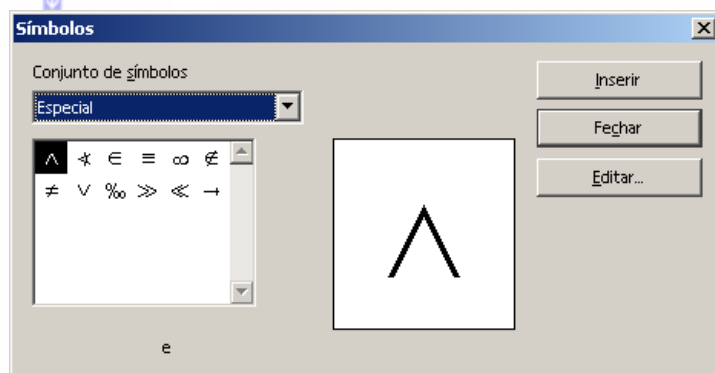 Símbolos
Conjunto de símbolos
Especial
∧ ∢ ∈ ≡ ∞ ∉
≠ ∨ ‰ ≫ ≪ →
∧
e
Inserir
Fechar
Editar...